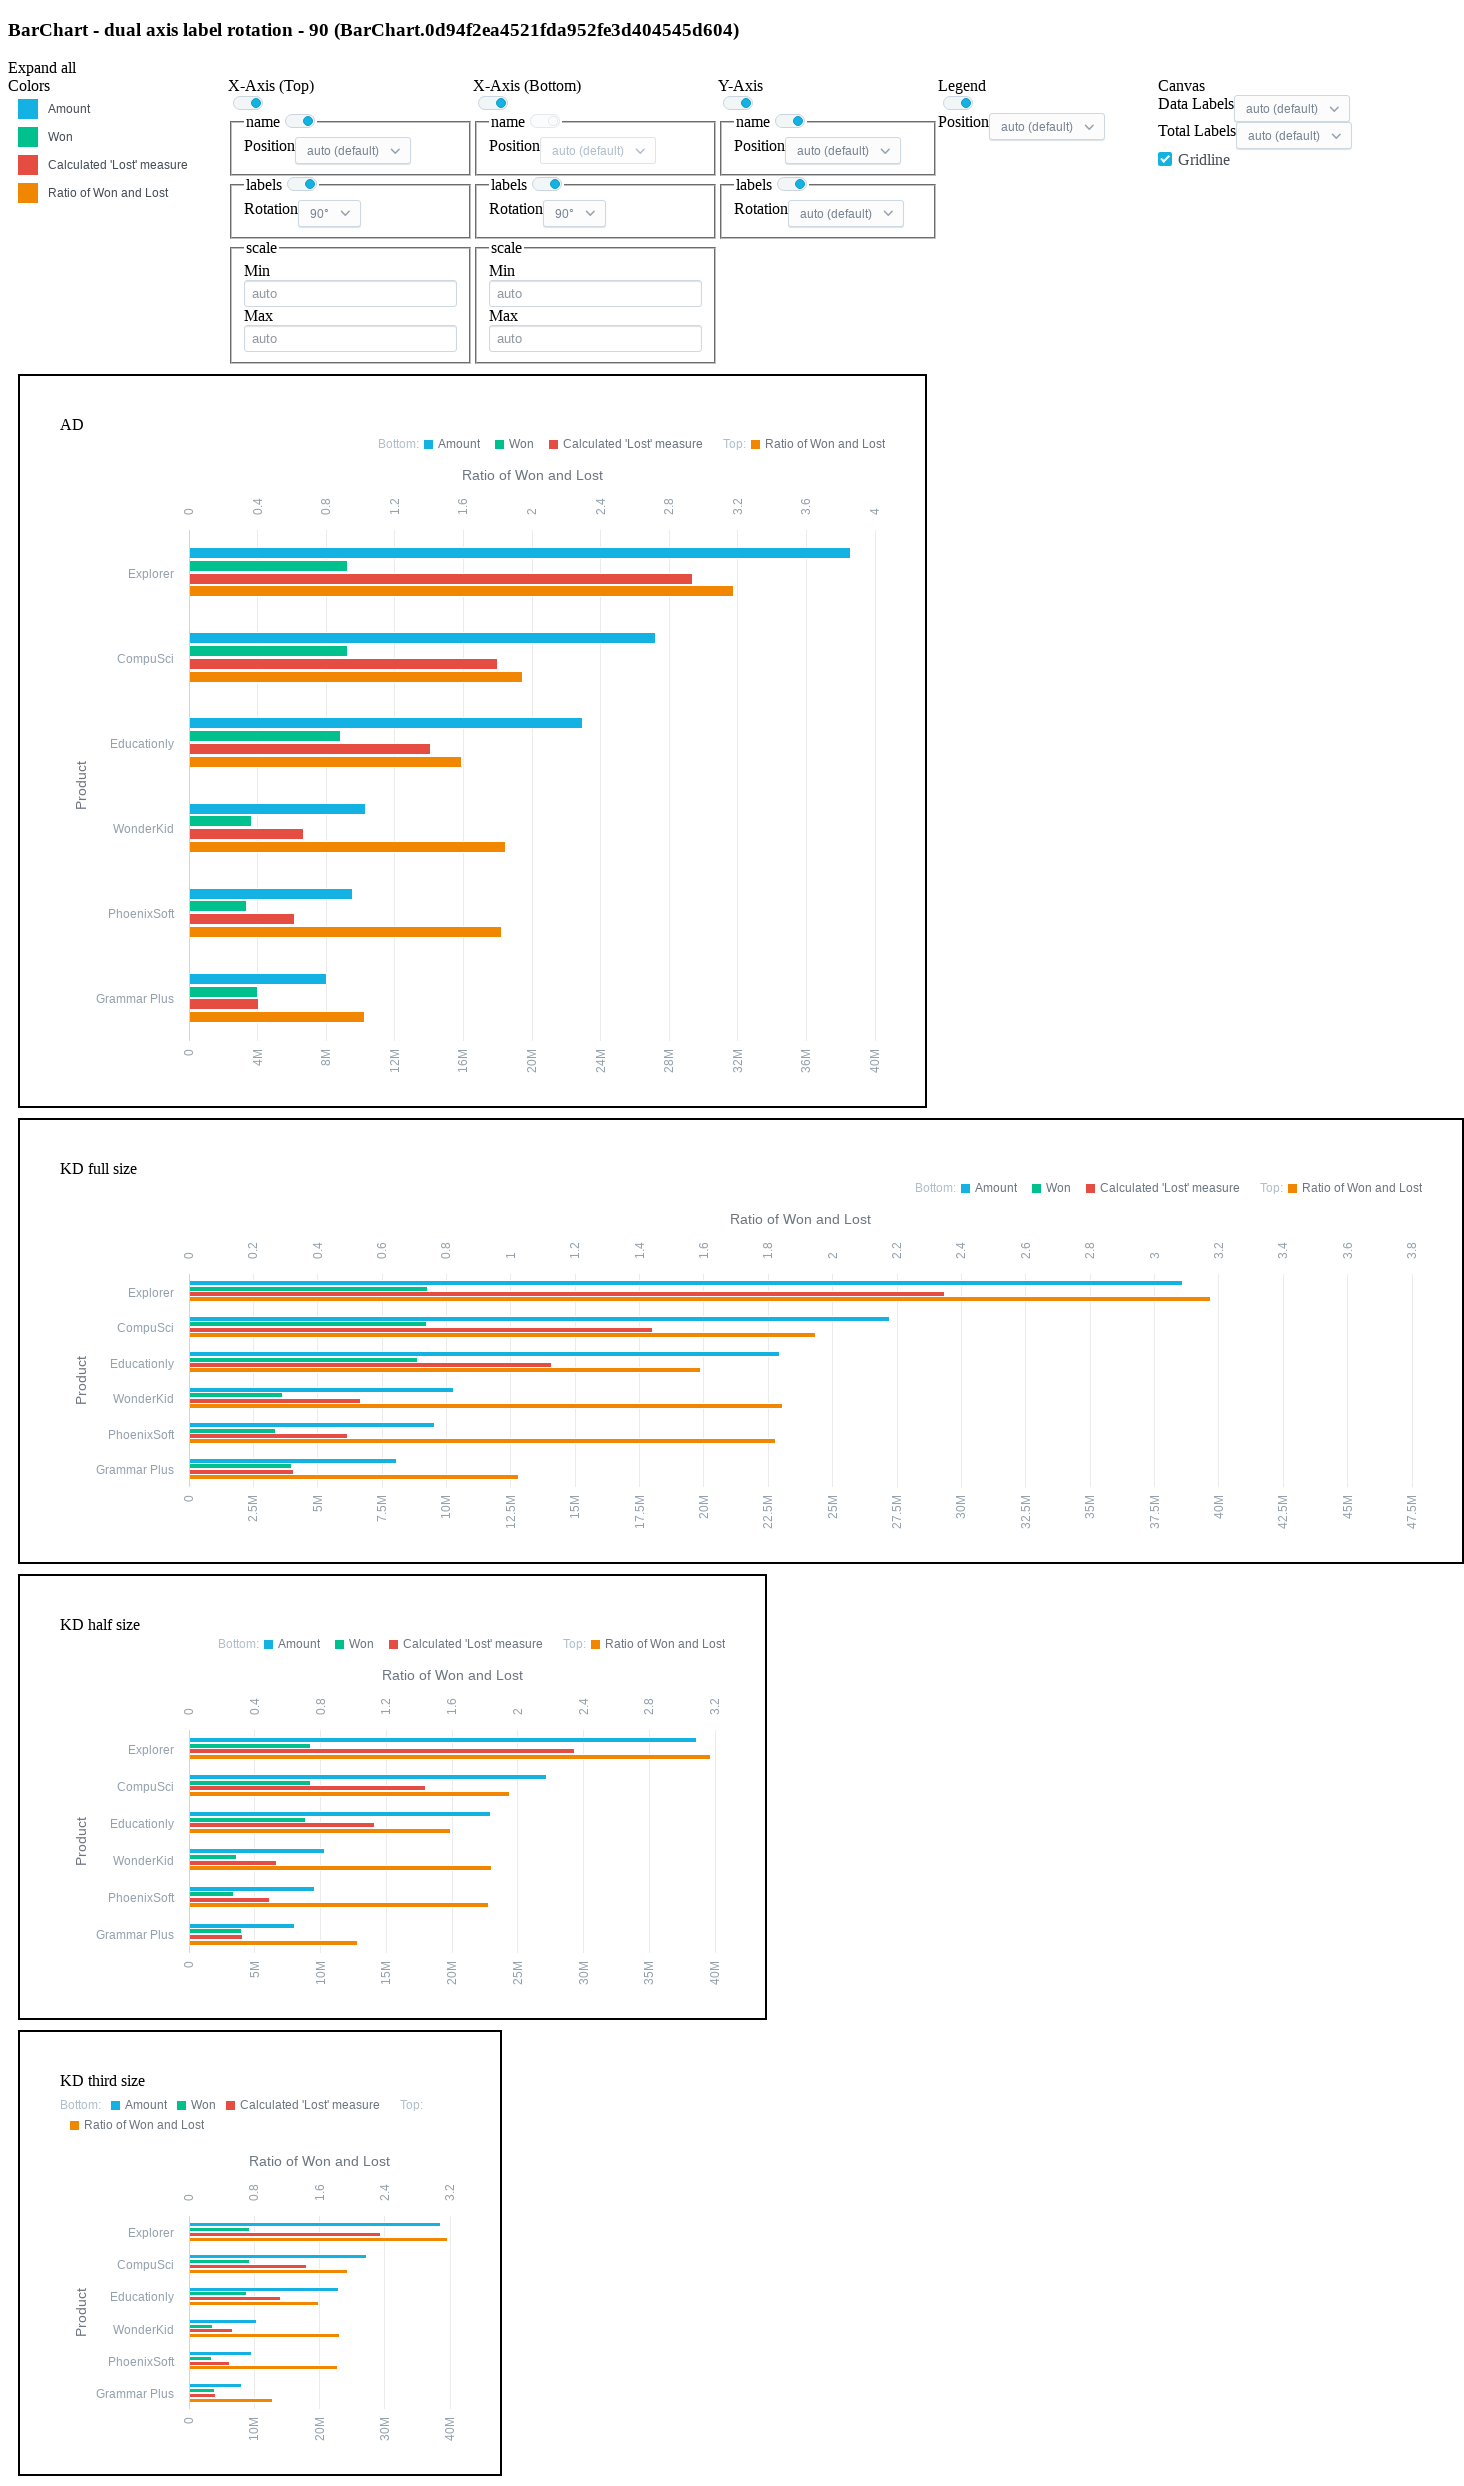 BarChart - dual axis label rotation - 90 (BarChart.0d94f2ea4521fda952fe3d404545d604)
Expand all
Colors
Amount
Won
Calculated 'Lost' measure
Ratio of Won and Lost
X-Axis (Top)
name
Position auto (default)
labels
Rotation 90°
scale
Min
auto
Max
auto
X-Axis (Bottom)
name
Position auto (default)
labels
Rotation 90°
scale
Min
auto
Max
auto
Y-Axis
name
Position auto (default)
labels
Rotation auto (default)
Legend
Position auto (default)
Canvas
Data Labels auto (default)
Total Labels auto (default)
Gridline
AD
Bottom: Amount Won Calculated 'Lost' measure Top: Ratio of Won and Lost
Ratio of Won and Lost
0 0.4 0.8 1.2 1.6 2 2.4 2.8 3.2 3.6 4
Explorer
CompuSci
Educationly
WonderKid
PhoenixSoft
Grammar Plus
Product
0 4M 8M 12M 16M 20M 24M 28M 32M 36M 40M
KD full size
Bottom: Amount Won Calculated 'Lost' measure Top: Ratio of Won and Lost
Ratio of Won and Lost
0 0.2 0.4 0.6 0.8 1 1.2 1.4 1.6 1.8 2 2.2 2.4 2.6 2.8 3 3.2 3.4 3.6 3.8
Explorer
CompuSci
Educationly
WonderKid
PhoenixSoft
Grammar Plus
Product
0 2.5M 5M 7.5M 10M 12.5M 15M 17.5M 20M 22.5M 25M 27.5M 30M 32.5M 35M 37.5M 40M 42.5M 45M 47.5M
KD half size
Bottom: Amount Won Calculated 'Lost' measure Top: Ratio of Won and Lost
Ratio of Won and Lost
0 0.4 0.8 1.2 1.6 2 2.4 2.8 3.2
Explorer
CompuSci
Educationly
WonderKid
PhoenixSoft
Grammar Plus
Product
0 5M 10M 15M 20M 25M 30M 35M 40M
KD third size
Bottom: Amount Won Calculated 'Lost' measure Top:
Ratio of Won and Lost
Ratio of Won and Lost
0 0.8 1.6 2.4 3.2
Explorer
CompuSci
Educationly
WonderKid
PhoenixSoft
Grammar Plus
Product
0 10M 20M 30M 40M